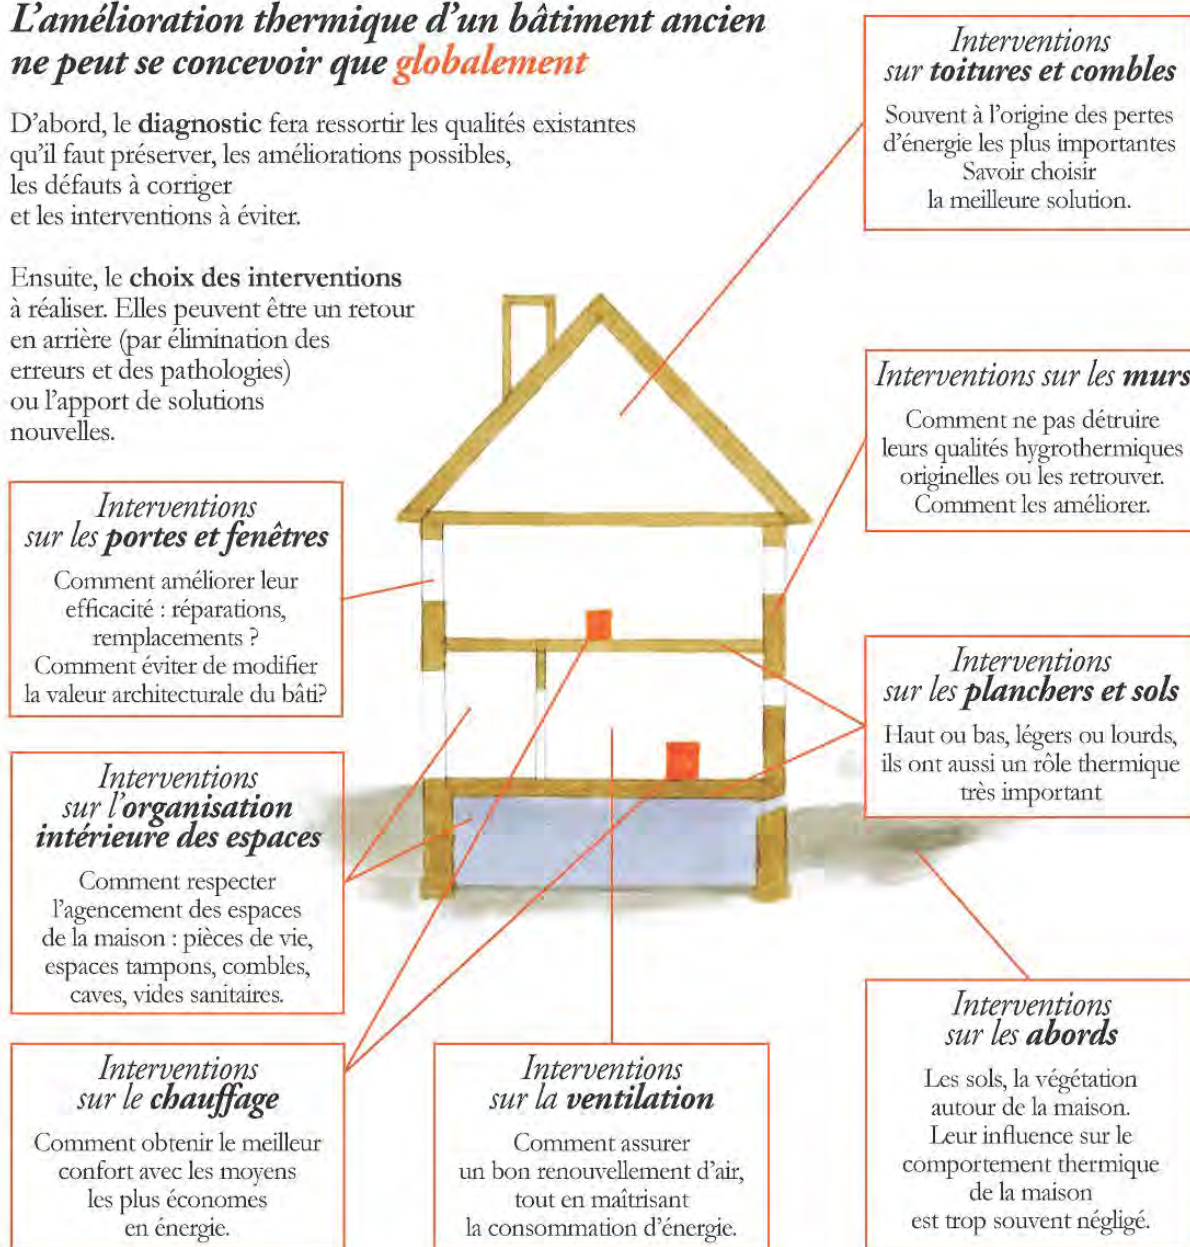 L'amélioration thermique d'un bâtiment ancien
ne peut se concevoir que globalement
D'abord, le diagnostic fera ressortir les qualités existantes
qu'il faut préserver, les améliorations possibles,
les défauts à corriger
et les interventions à éviter.
Ensuite, le choix des interventions
à réaliser. Elles peuvent être un retour
en arrière (par élimination des
erreurs et des pathologies)
ou l'apport de solutions
nouvelles.
Interventions
sur toitures et combles
Souvent à l'origine des pertes
d'énergie les plus importantes
Savoir choisir
la meilleure solution.
Interventions sur les murs
Comment ne pas détruire
leurs qualités hygrothermiques
originelles ou les retrouver.
Comment les améliorer.
Interventions
sur les portes et fenêtres
Comment améliorer leur
efficacité : réparations,
remplacements ?
Comment éviter de modifier
la valeur architecturale du bâti?
Interventions
sur les planchers et sols
Haut ou bas, légers ou lourds,
ils ont aussi un rôle thermique
très important
Interventions
sur l'organisation
intérieure des espaces
Comment respecter
l'agencement des espaces
de la maison : pièces de vie,
espaces tampons, combles,
caves, vides sanitaires.
Interventions
sur le chauffage
Comment obtenir le meilleur
confort avec les moyens
les plus économes
en énergie.
Interventions
sur la ventilation
Comment assurer
un bon renouvellement d'air,
tout en maîtrisant
la consommation d'énergie.
Interventions
sur les abords
Les sols, la végétation
autour de la maison.
Leur influence sur le
comportement thermique
de la maison
est trop souvent négligé.